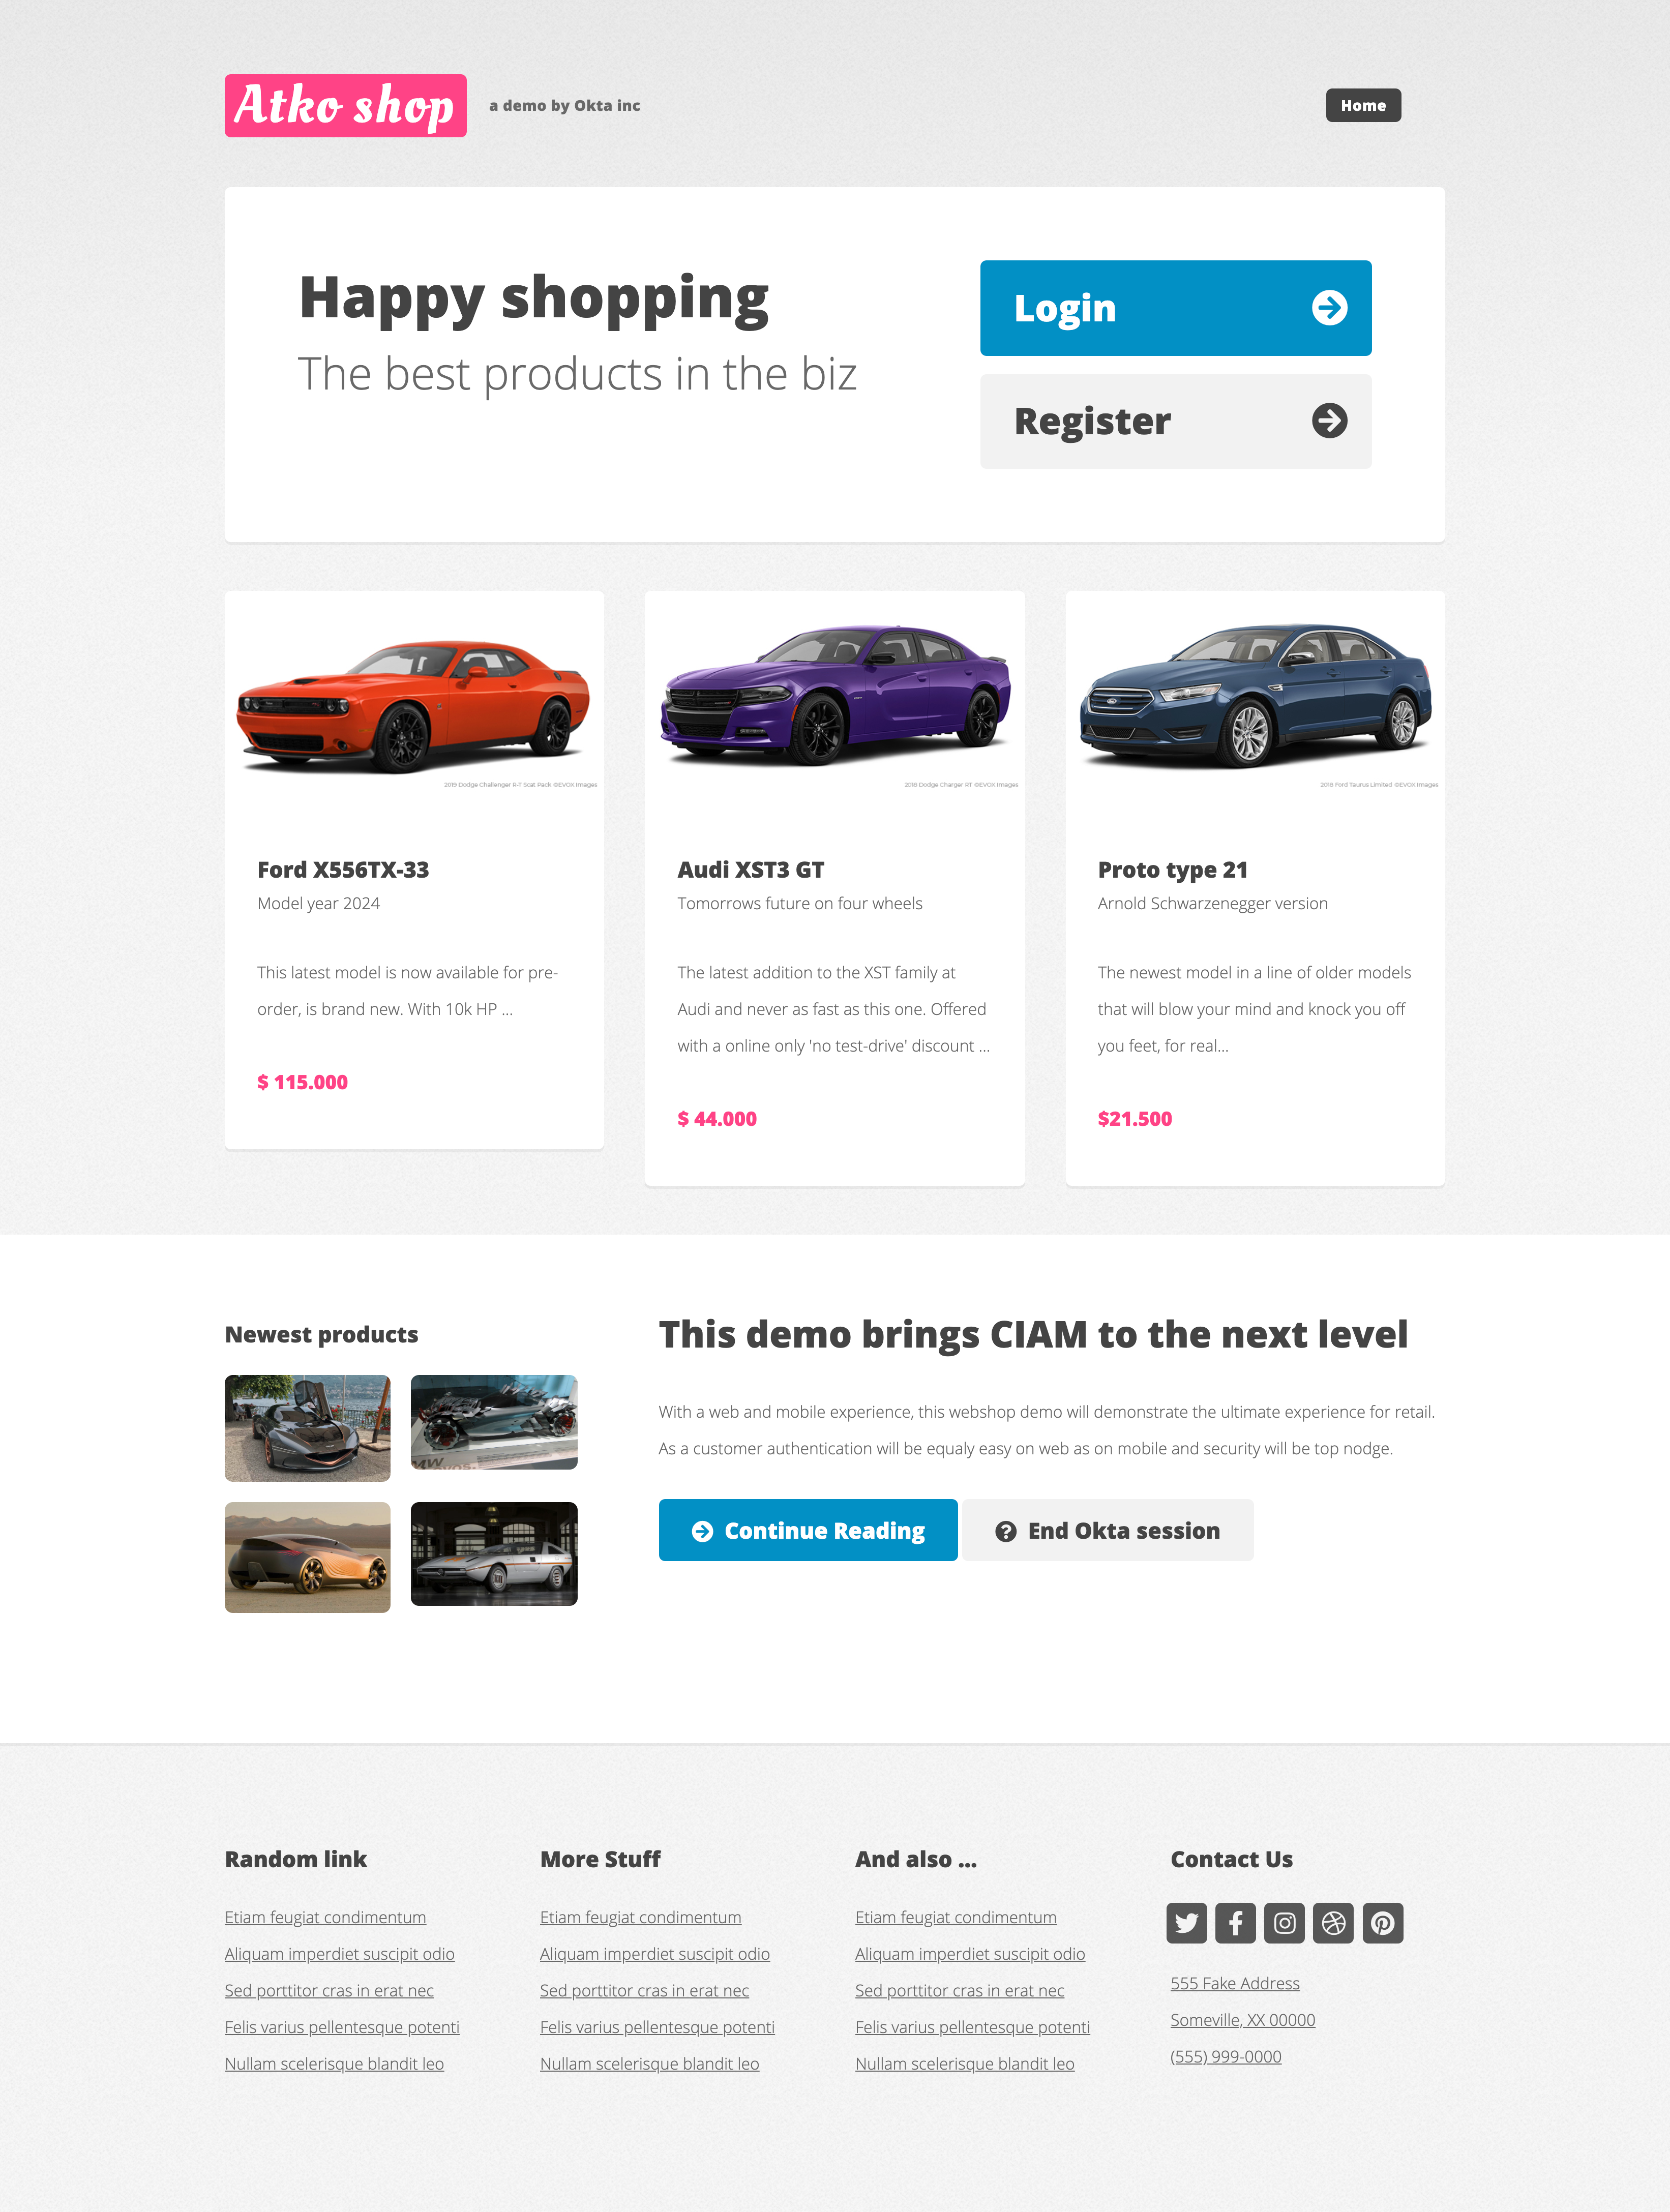 Atko shop
a demo by Okta inc
Home
Happy shopping
The best products in the biz
Login
Register
2019 Dodge Challenger R-T Scat Pack ©EVOX Images
Ford X556TX-33
Model year 2024
This latest model is now available for pre-
order, is brand new. With 10k HP ...
$ 115.000
2018 Dodge Charger RT ©EVOX Images
Audi XST3 GT
Tomorrows future on four wheels
The latest addition to the XST family at
Audi and never as fast as this one. Offered
with a online only 'no test-drive' discount ...
$ 44.000
2018 Ford Taurus Limited ©EVOX Images
Proto type 21
Arnold Schwarzenegger version
The newest model in a line of older models
that will blow your mind and knock you off
you feet, for real...
$21.500
Newest products
This demo brings CIAM to the next level
With a web and mobile experience, this webshop demo will demonstrate the ultimate experience for retail.
As a customer authentication will be equaly easy on web as on mobile and security will be top nodge.
Continue Reading
End Okta session
Random link
Etiam feugiat condimentum
Aliquam imperdiet suscipit odio
Sed porttitor cras in erat nec
Felis varius pellentesque potenti
Nullam scelerisque blandit leo
More Stuff
Etiam feugiat condimentum
Aliquam imperdiet suscipit odio
Sed porttitor cras in erat nec
Felis varius pellentesque potenti
Nullam scelerisque blandit leo
And also ...
Etiam feugiat condimentum
Aliquam imperdiet suscipit odio
Sed porttitor cras in erat nec
Felis varius pellentesque potenti
Nullam scelerisque blandit leo
Contact Us
555 Fake Address
Someville, XX 00000
(555) 999-0000